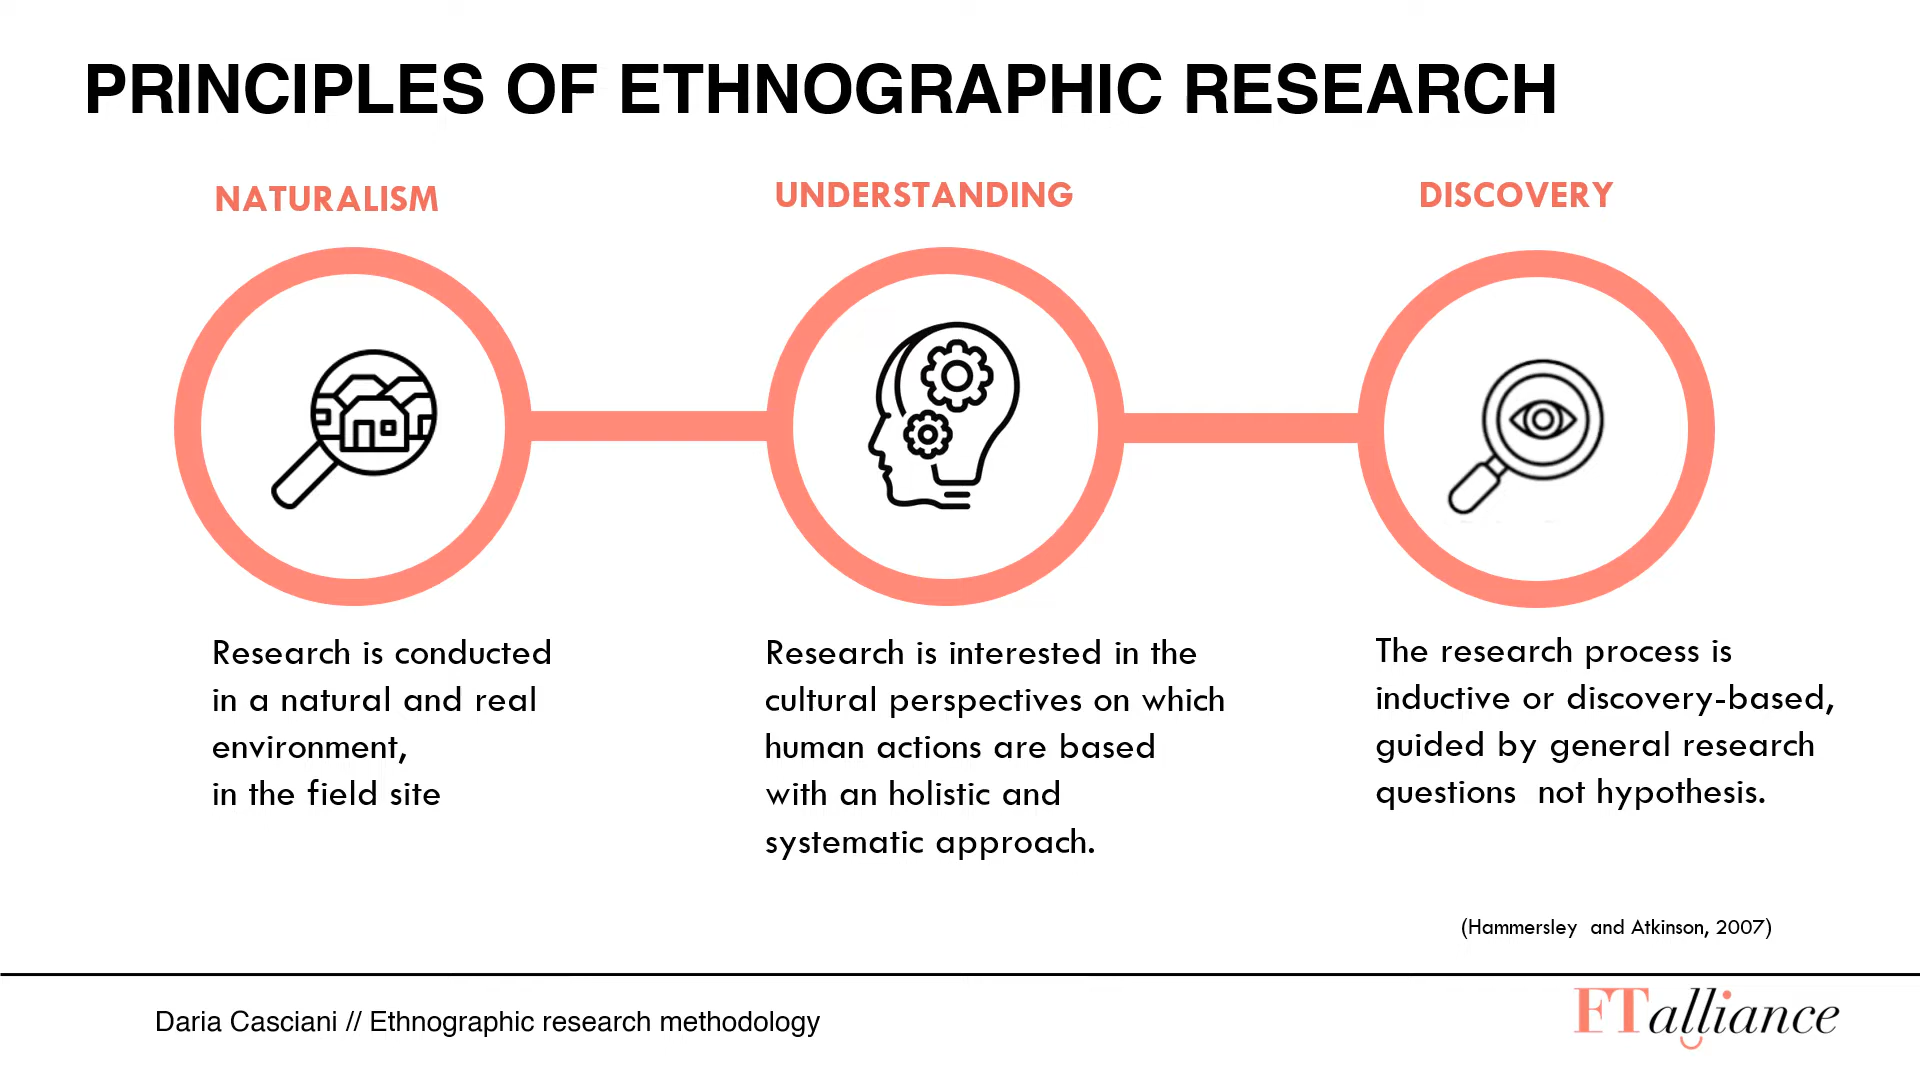 PRINCIPLES OF ETHNOGRAPHIC RESEARCH
NATURALISM
Research is conducted
in a natural and real
environment,
in the field site
UNDERSTANDING
Research is interested in the
cultural perspectives on which
human actions are based
with an holistic and
systematic approach.
DISCOVERY
The research process is
inductive or discovery-based,
guided by general research
questions  not hypothesis.
(Hammersley  and Atkinson, 2007)
Daria Casciani // Ethnographic research methodology
FTalliance